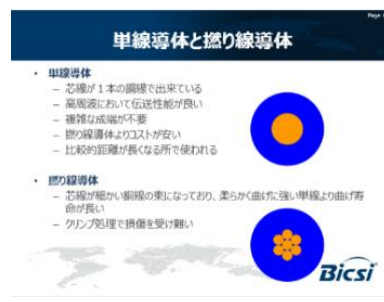 Page
単線導体と撚り線導体
• 単線導体
– 芯線が1本の銅線で出来ている
– 高周波において伝送性能が良い
– 複雑な成端が不要
– 撚り線導体よりコストが安い
– 比較的距離が長くなる所で使われる
• 撚り線導体
– 芯線が細かい銅線の束になっており、柔らかく曲げに強い単線より曲げ寿
命が長い
– クリンプ処理で損傷を受け難い
Bicsi